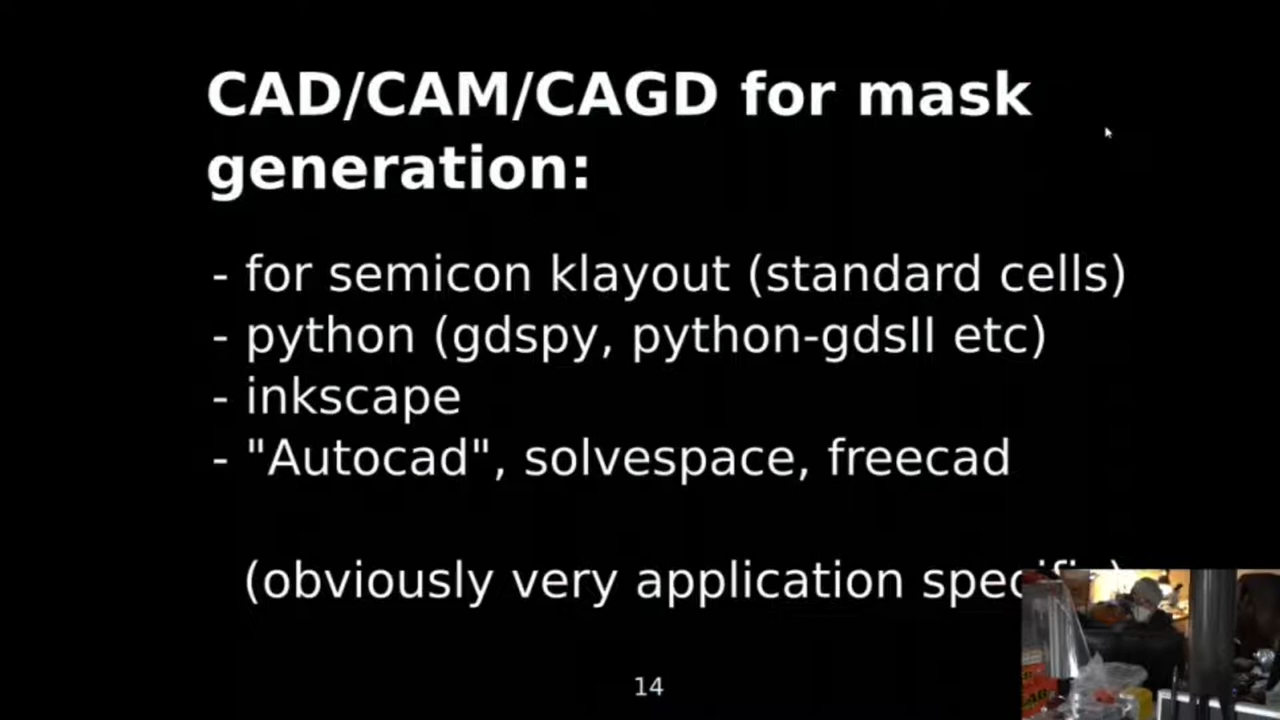 CAD/CAM/CAGD for mask
generation:
- for semicon klayout (standard cells)
- python (gdspy, python-gdsII etc)
- inkscape
- "Autocad", solvespace, freecad
(obviously very application
14